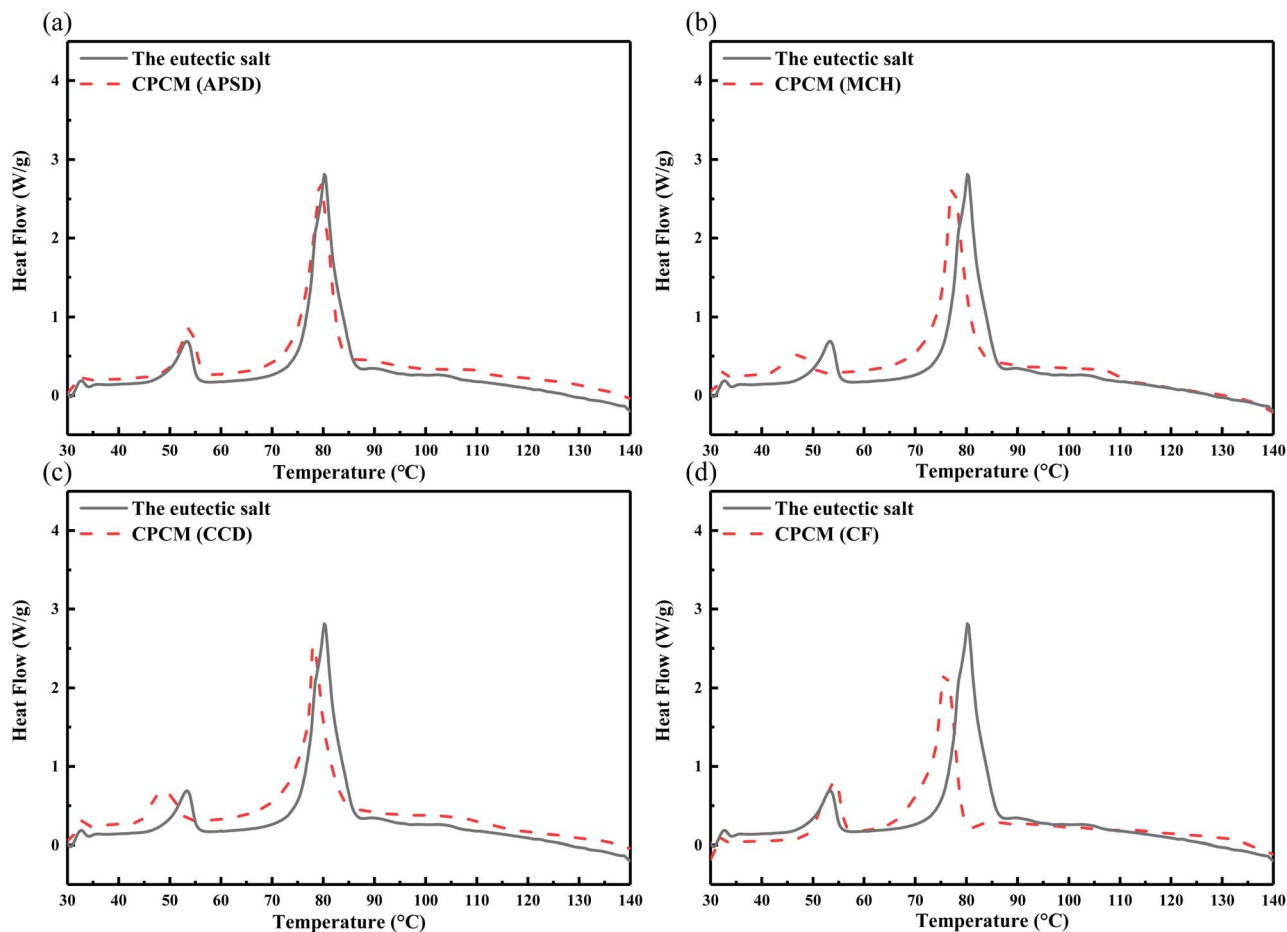 (a)
The eutectic salt
CPCM (APSD)
Heat Flow (W/g)
4
3
2
1
0
30 40 50 60 70 80 90 100 110 120 130 140
Temperature (°C)
(b)
The eutectic salt
CPCM (MCH)
Heat Flow (W/g)
4
3
2
1
0
30 40 50 60 70 80 90 100 110 120 130 140
Temperature (°C)
(c)
The eutectic salt
CPCM (CCD)
Heat Flow (W/g)
4
3
2
1
0
30 40 50 60 70 80 90 100 110 120 130 140
Temperature (°C)
(d)
The eutectic salt
CPCM (CF)
Heat Flow (W/g)
4
3
2
1
0
30 40 50 60 70 80 90 100 110 120 130 140
Temperature (°C)